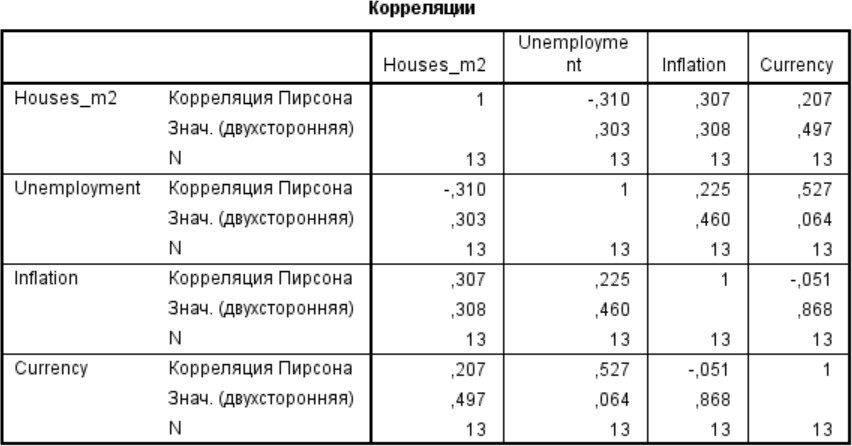 Корреляции
Houses_m2 Unemployme
nt Inflation Currency
Houses_m2 Корреляция Пирсона 1 -,310 ,307 ,207
Знач. (двухсторонняя) ,303 ,308 ,497
N 13 13 13 13
Unemployment Корреляция Пирсона -,310 1 ,225 ,527
Знач. (двухсторонняя) ,303 ,460 ,064
N 13 13 13 13
Inflation Корреляция Пирсона ,307 ,225 1 -,051
Знач. (двухсторонняя) ,308 ,460 ,868
N 13 13 13 13
Currency Корреляция Пирсона ,207 ,527 -,051 1
Знач. (двухсторонняя) ,497 ,064 ,868
N 13 13 13 13